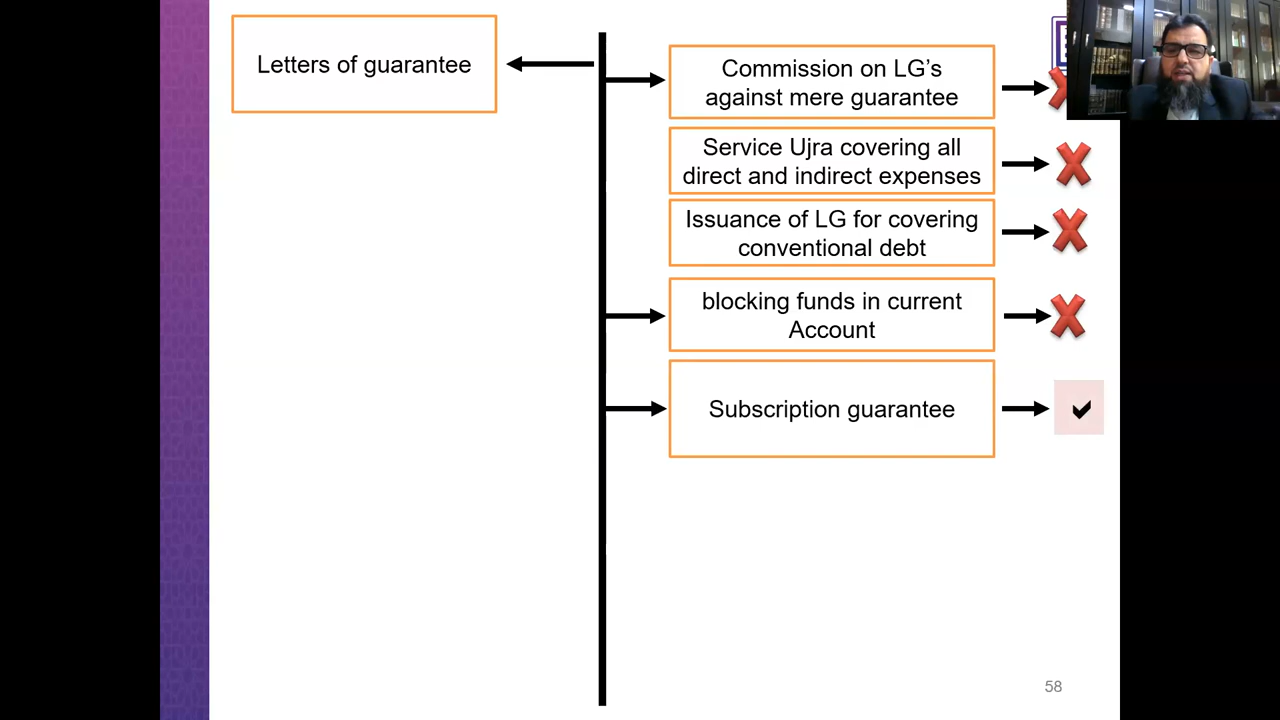 Letters of guarantee
Commission on LG’s
against mere guarantee
Service Ujra covering all
direct and indirect expenses
Issuance of LG for covering
conventional debt
blocking funds in current
Account
Subscription guarantee
58